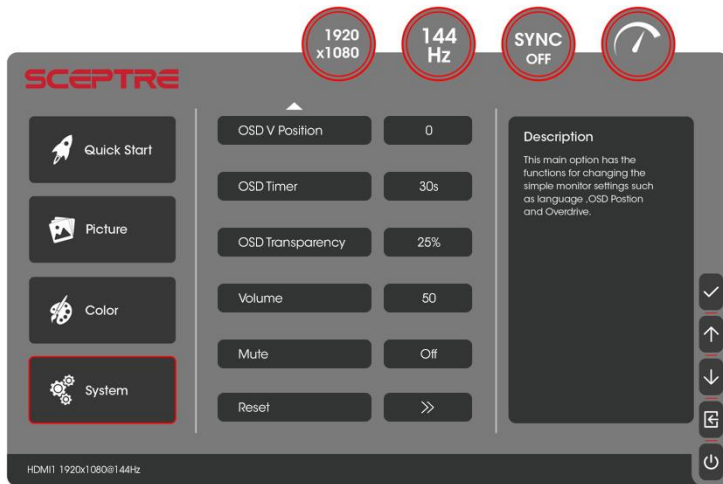 1920
x1080
144
Hz
SYNC
OFF
SCEPTRE
Quick Start
Picture
Color
System
OSD V Position
0
OSD Timer
30s
OSD Transparency
25%
Volume
50
Mute
Off
Reset
Description
This main option has the
functions for changing the
simple monitor settings such
as language ,OSD Postion
and Overdrive.
HDMI1 1920x1080@144Hz